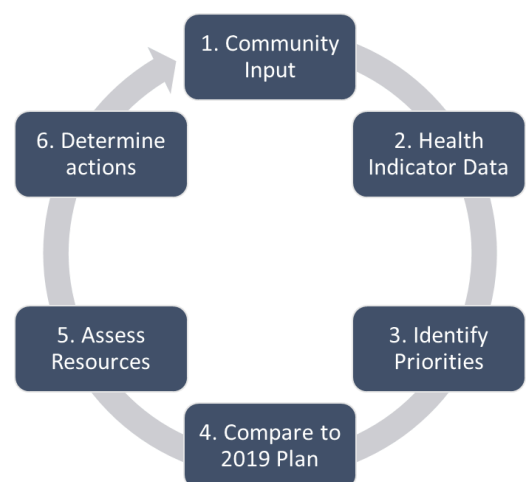 1. Community
Input
2. Health
Indicator Data
3. Identify
Priorities
4. Compare to
2019 Plan
5. Assess
Resources
6. Determine
actions